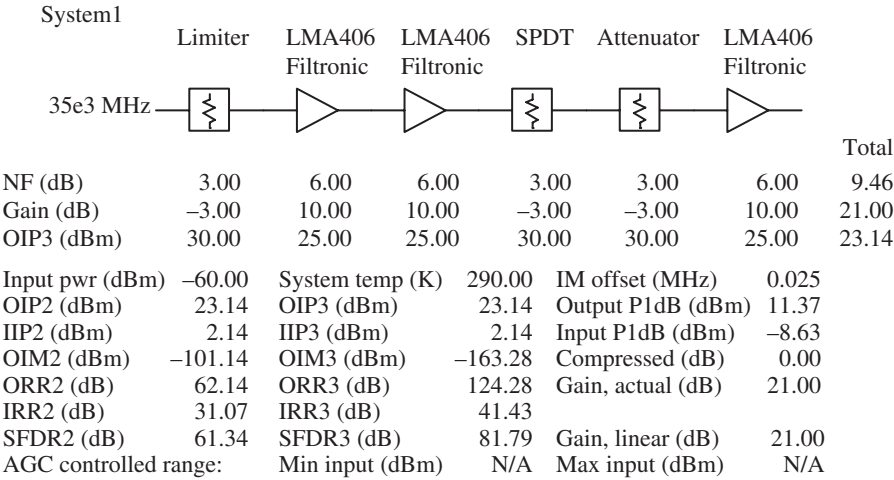 System1
Limiter LMA406 LMA406 SPDT Attenuator LMA406
Filtronic Filtronic Filtronic
35e3 MHz
Total
NF (dB) 3.00 6.00 6.00 3.00 3.00 6.00 9.46
Gain (dB) –3.00 10.00 10.00 –3.00 –3.00 10.00 21.00
OIP3 (dBm) 30.00 25.00 25.00 30.00 30.00 25.00 23.14
Input pwr (dBm) –60.00 System temp (K) 290.00 IM offset (MHz) 0.025
OIP2 (dBm) 23.14 OIP3 (dBm) 23.14 Output P1dB (dBm) 11.37
IIP2 (dBm) 2.14 IIP3 (dBm) 2.14 Input P1dB (dBm) –8.63
OIM2 (dBm) –101.14 OIM3 (dBm) –163.28 Compressed (dB) 0.00
ORR2 (dB) 62.14 ORR3 (dB) 124.28 Gain, actual (dB) 21.00
IRR2 (dB) 31.07 IRR3 (dB) 41.43
SFDR2 (dB) 61.34 SFDR3 (dB) 81.79 Gain, linear (dB) 21.00
AGC controlled range: Min input (dBm) N/A Max input (dBm) N/A